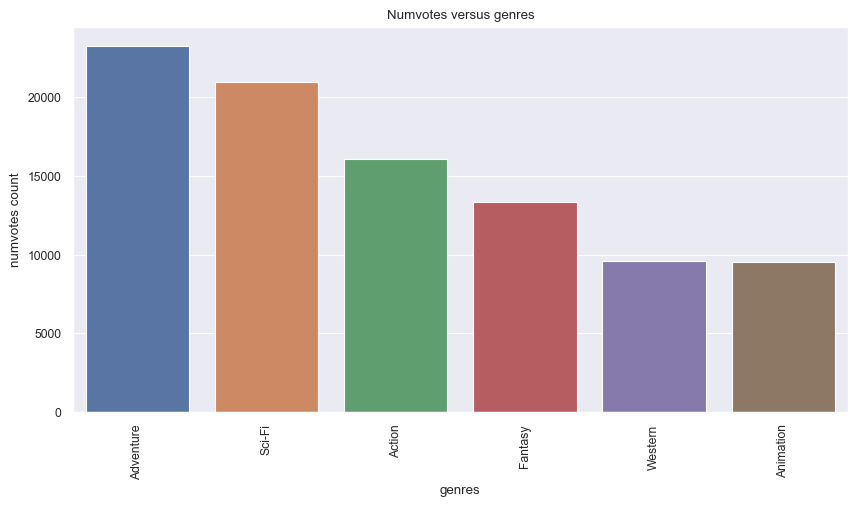 Numvotes versus genres
numvotes count
20000
15000
10000
5000
0
Adventure
Sci-Fi
Action
Fantasy
Western
Animation
genres